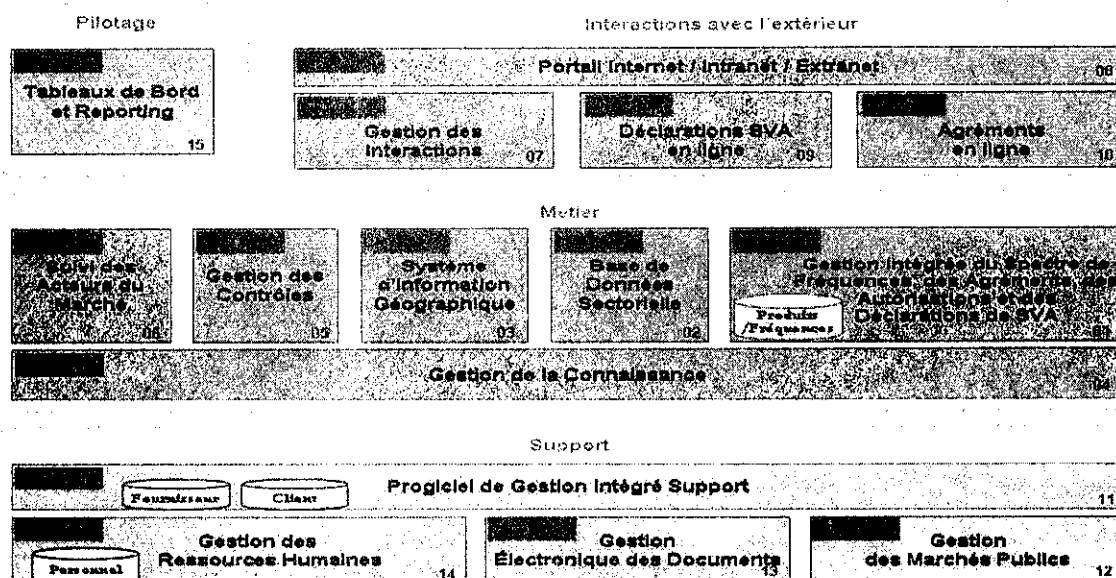 Pilotage
Interactions avec l'extérieur
Tableaux de Bord
et Reporting
15
Portail Internet / Intranet / Extranet
08
Gestion des
Interactions
07
Déclarations SVA
en ligne
09
Agréments
en ligne
10
Metier
Suivi des
Acteurs du
Marché
06
Gestion des
Contrôles
05
Système
d'Information
Géographique
03
Base de
Données
Sectorielle
02
Gestion Intégrée du Spectre des
Fréquences, des Agréments, des
Autorisations et des
Déclarations de SVA
Produits
/Fréquences
01
Gestion de la Connaissance
04
Support
Fournisseur
Client
Progiciel de Gestion Intégré Support
11
Gestion des
Ressources Humaines
Personnel
14
Gestion
Électronique des Documents
13
Gestion
des Marchés Publics
12